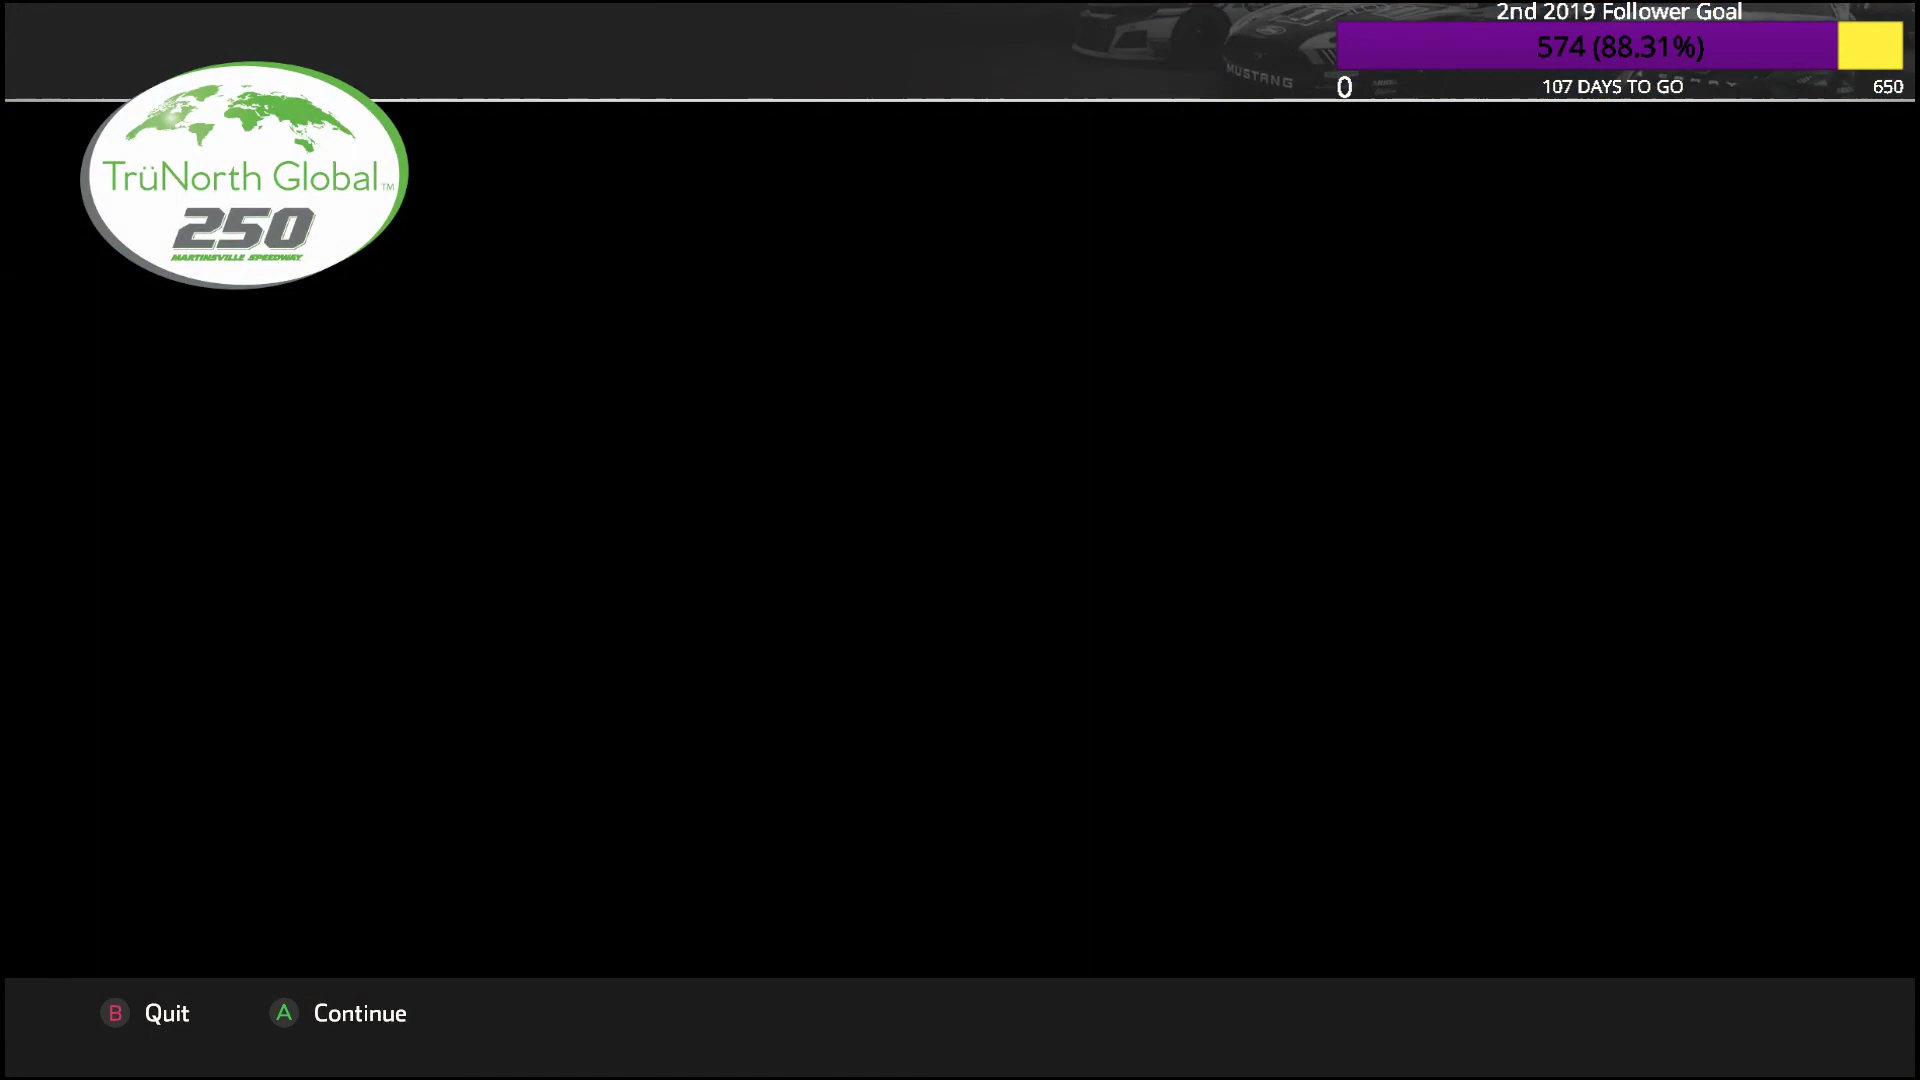 2nd 2019 Follower Goal
574 (88.31%)
0
107 DAYS TO GO
650
MUSTANG
TrüNorth Global™
250
MARTINSVILLE SPEEDWAY
B Quit
A Continue